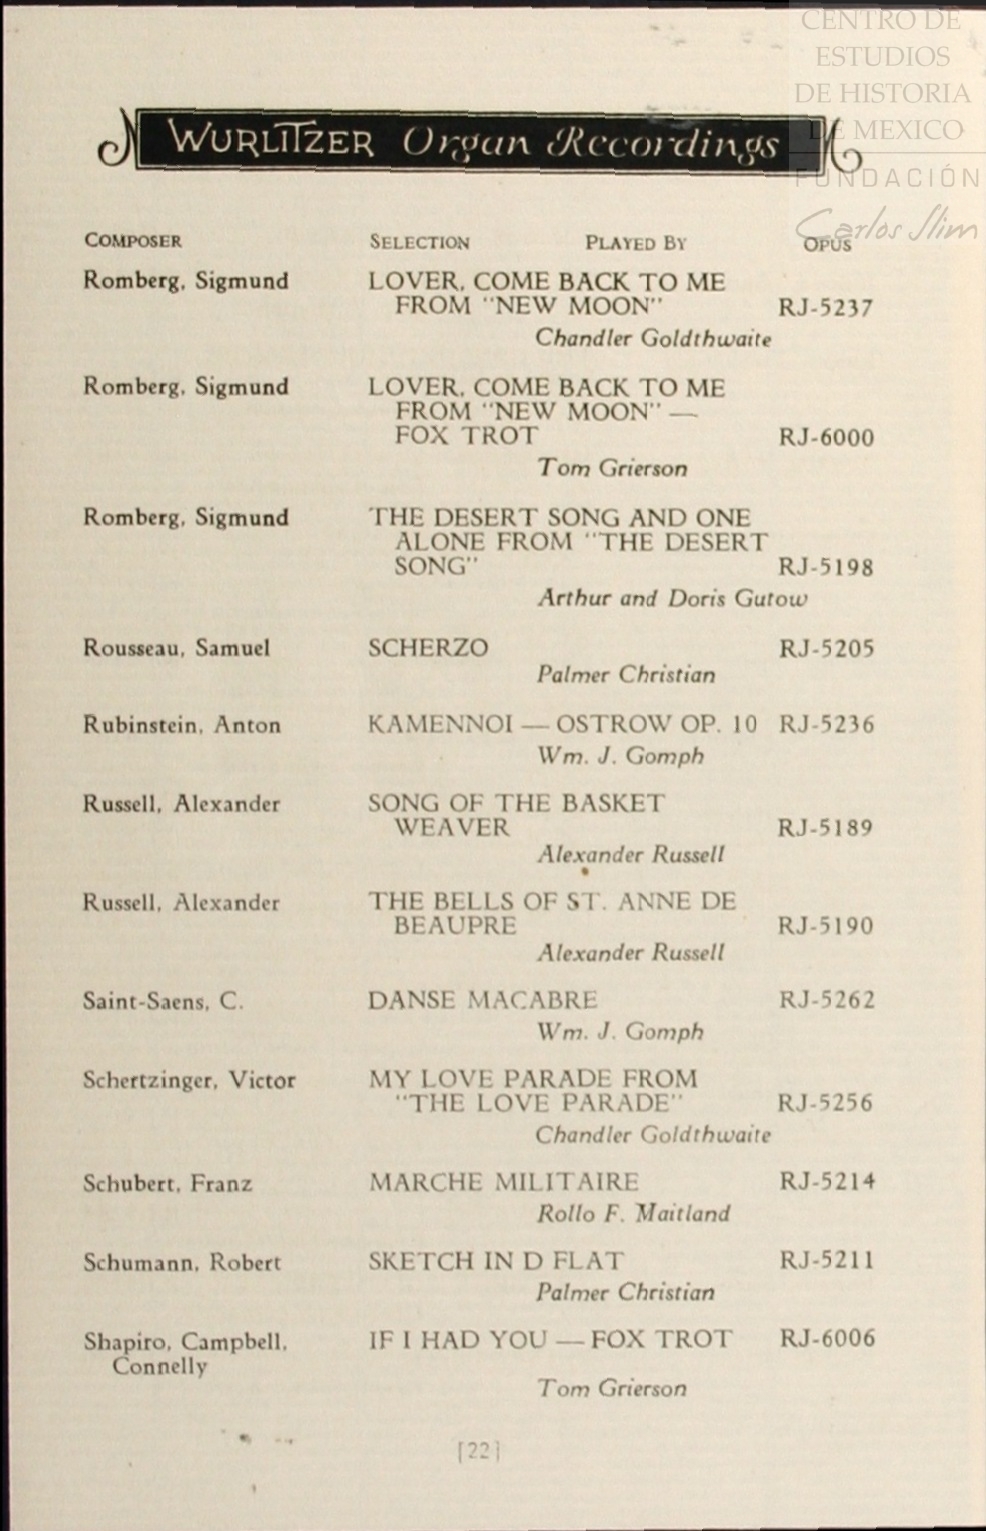 CENTRO DE
ESTUDIOS
DE HISTORIA
DE MEXICO
FUNDACIÓN
Carlos Slim
WURLITZER Organ Recordings
COMPOSER SELECTION PLAYED BY OPUS
Romberg, Sigmund LOVER, COME BACK TO ME
FROM "NEW MOON" RJ-5237
Chandler Goldthwaite
Romberg, Sigmund LOVER, COME BACK TO ME
FROM "NEW MOON" —
FOX TROT RJ-6000
Tom Grierson
Romberg, Sigmund THE DESERT SONG AND ONE
ALONE FROM "THE DESERT
SONG" RJ-5198
Arthur and Doris Gutow
Rousseau, Samuel SCHERZO RJ-5205
Palmer Christian
Rubinstein, Anton KAMENNOI — OSTROW OP. 10 RJ-5236
Wm. J. Gomph
Russell, Alexander SONG OF THE BASKET
WEAVER RJ-5189
Alexander Russell
Russell, Alexander THE BELLS OF ST. ANNE DE
BEAUPRE RJ-5190
Alexander Russell
Saint-Saens, C. DANSE MACABRE RJ-5262
Wm. J. Gomph
Schertzinger, Victor MY LOVE PARADE FROM
"THE LOVE PARADE" RJ-5256
Chandler Goldthwaite
Schubert, Franz MARCHE MILITAIRE RJ-5214
Rollo F. Maitland
Schumann, Robert SKETCH IN D FLAT RJ-5211
Palmer Christian
Shapiro, Campbell, IF I HAD YOU — FOX TROT RJ-6006
Connelly
Tom Grierson
[22]